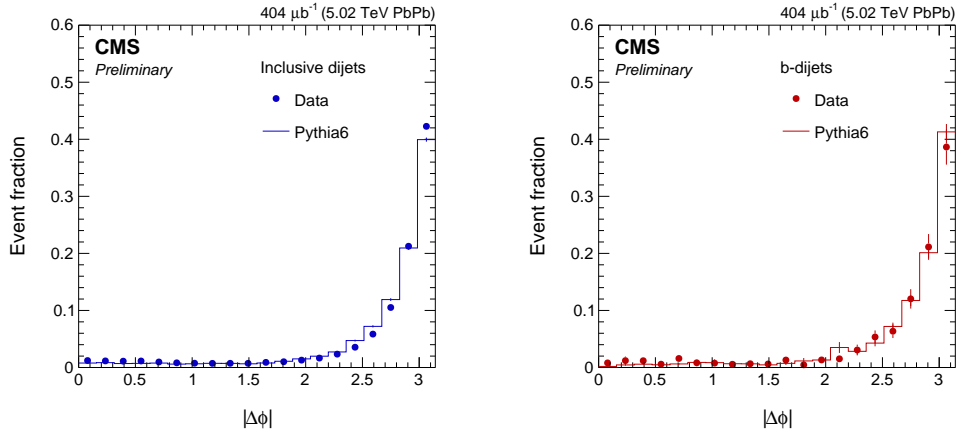 404 μb⁻¹ (5.02 TeV PbPb)
CMS
Preliminary
Inclusive dijets
Data
Pythia6
Event fraction
0.6
0.5
0.4
0.3
0.2
0.1
0
0 0.5 1 1.5 2 2.5 3
|Δϕ|
404 μb⁻¹ (5.02 TeV PbPb)
CMS
Preliminary
b-dijets
Data
Pythia6
Event fraction
0.6
0.5
0.4
0.3
0.2
0.1
0
0 0.5 1 1.5 2 2.5 3
|Δϕ|